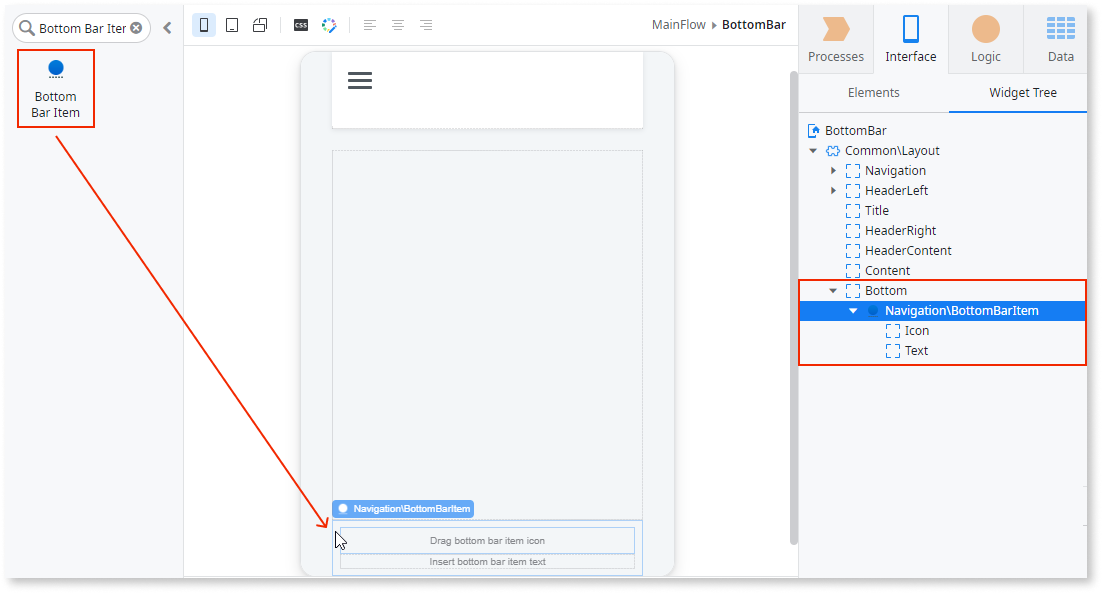 Bottom Bar Iter
Bottom
Bar Item
CSS
MainFlow
BottomBar
Navigation\BottomBarItem
Drag bottom bar item icon
Insert bottom bar item text
Processes
Interface
Logic
Data
Elements
Widget Tree
BottomBar
Common\Layout
Navigation
HeaderLeft
Title
HeaderRight
HeaderContent
Content
Bottom
Navigation\BottomBarItem
Icon
Text